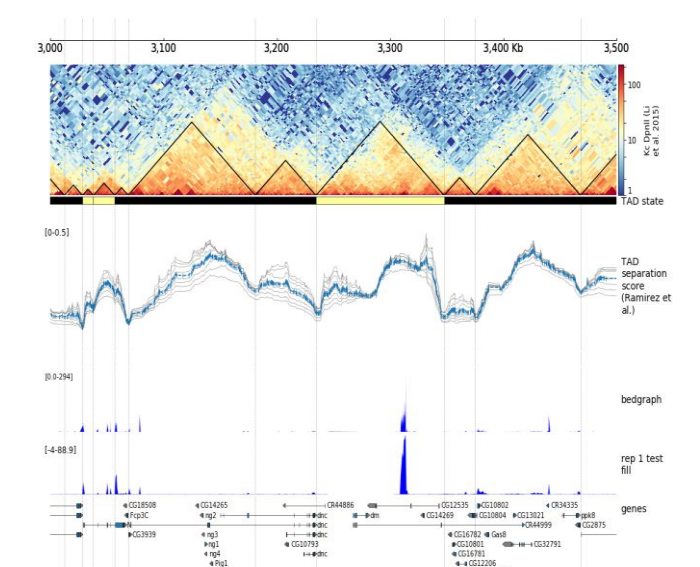 3,000 3,100 3,200 3,300 3,400 Kb 3,500
100
10
1
Kc DpnII (Li
et al. 2015)
TAD state
[0-0.5]
TAD
separation
score
(Ramirez et
al.)
[0.0-294]
bedgraph
[-4-88.9]
rep 1 test
fill
genes
CG18508 CG14265 CR44886 CG12535 CG10802 CR34335
Fcp3C ng2 dnc dm CG14269 CG10804 CG13021 ppk8
N dnc CR44999 CG2875
CG3939 ng3 dnc CG16782 Gas8
ng1 CG10793 CG10801 CG32791
ng4 dnc CG16781
Pig1 CG12206